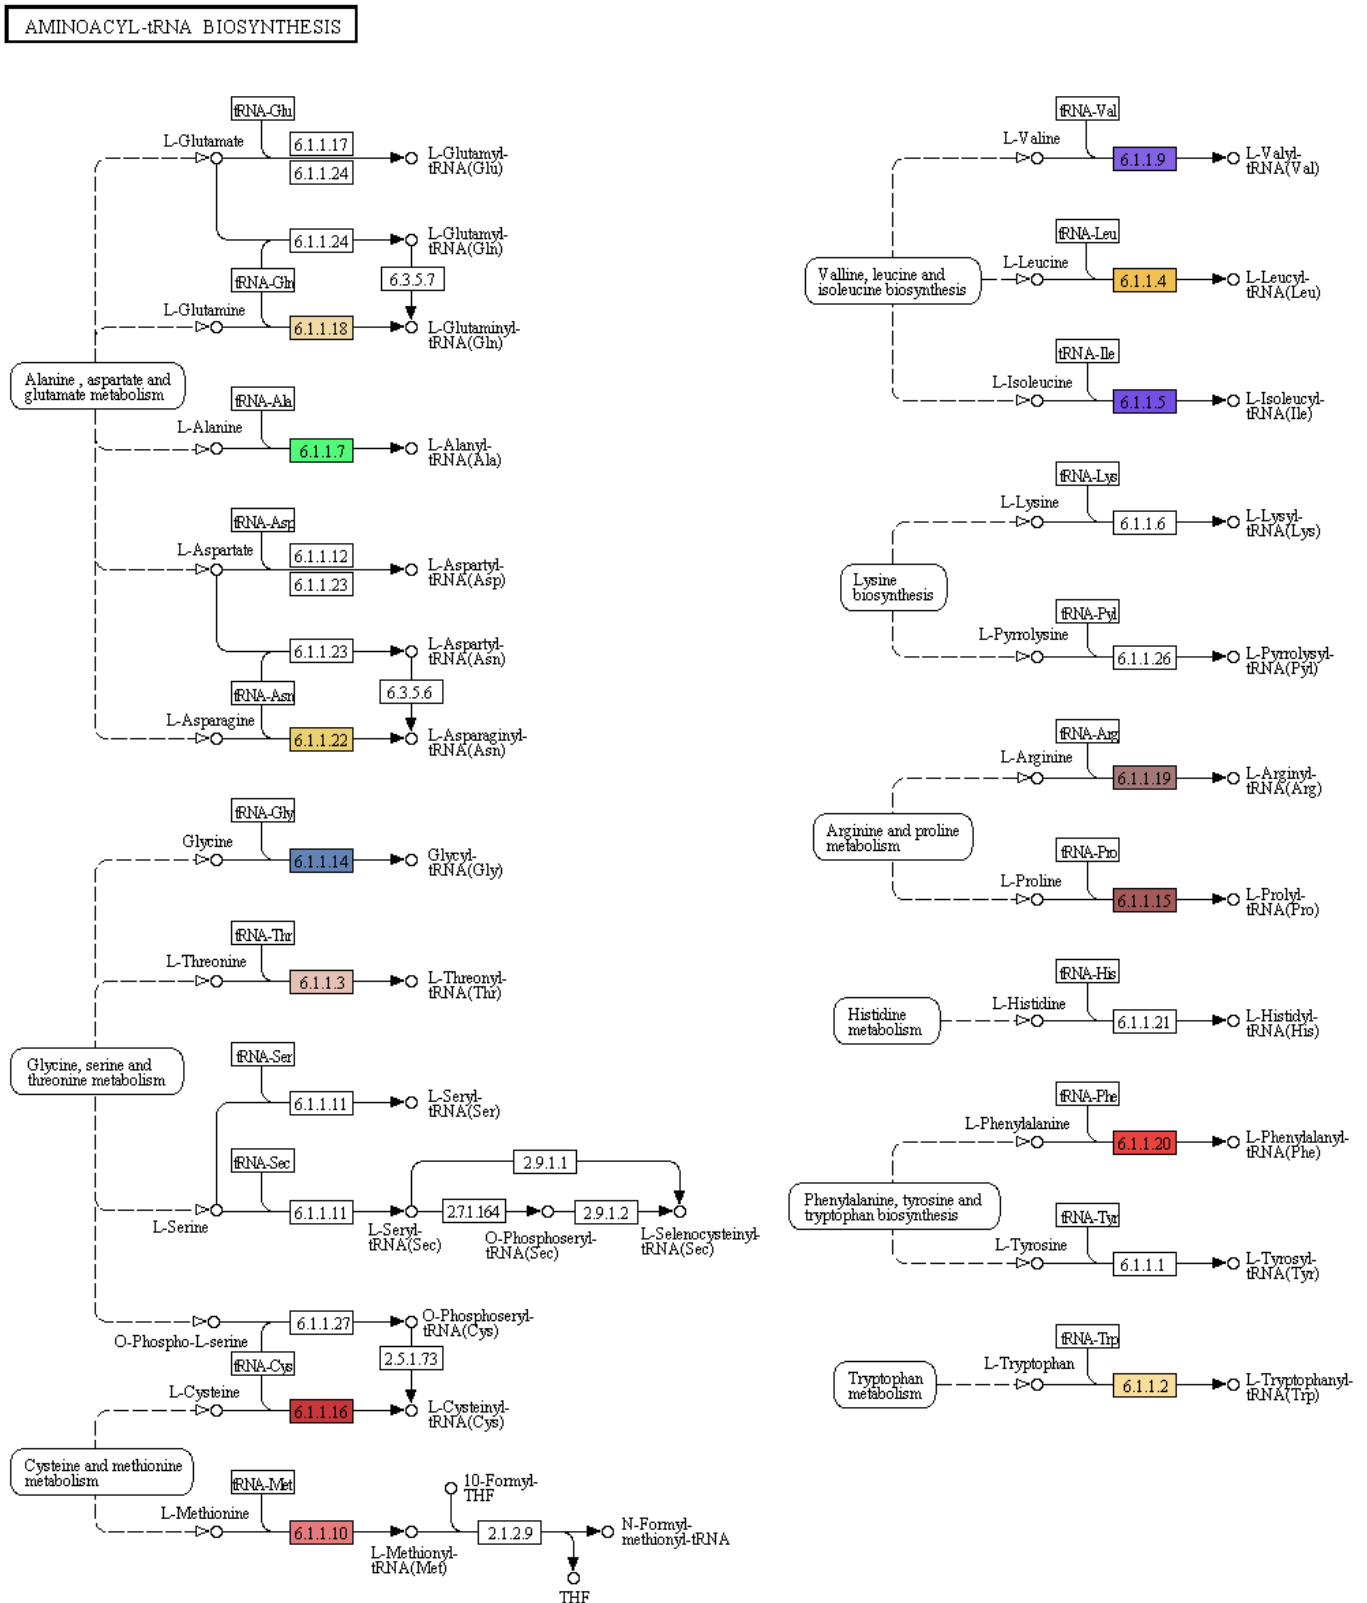 AMINOACYL-tRNA BIOSYNTHESIS
tRNA-Glu
L-Glutamate
6.1.1.17
6.1.1.24
L-Glutamyl-
tRNA(Glu)
6.1.1.24
L-Glutamyl-
tRNA(Gln)
tRNA-Gln
6.3.5.7
L-Glutamine
6.1.1.18
L-Glutaminyl-
tRNA(Gln)
Alanine , aspartate and
glutamate metabolism
tRNA-Ala
L-Alanine
6.1.1.7
L-Alanyl-
tRNA(Ala)
tRNA-Asp
L-Aspartate
6.1.1.12
6.1.1.23
L-Aspartyl-
tRNA(Asp)
6.1.1.23
L-Aspartyl-
tRNA(Asn)
tRNA-Asn
6.3.5.6
L-Asparagine
6.1.1.22
L-Asparaginyl-
tRNA(Asn)
tRNA-Gly
Glycine
6.1.1.14
Glycyl-
tRNA(Gly)
tRNA-Thr
L-Threonine
6.1.1.3
L-Threonyl-
tRNA(Thr)
Glycine, serine and
threonine metabolism
tRNA-Ser
6.1.1.11
L-Seryl-
tRNA(Ser)
tRNA-Sec
L-Serine
6.1.1.11
L-Seryl-
tRNA(Sec)
2.9.1.1
2.7.1.164
O-Phosphoseryl-
tRNA(Sec)
2.9.1.2
L-Selenocysteinyl-
tRNA(Sec)
O-Phospho-L-serine
6.1.1.27
O-Phosphoseryl-
tRNA(Cys)
tRNA-Cys
2.5.1.73
L-Cysteine
6.1.1.16
L-Cysteinyl-
tRNA(Cys)
Cysteine and methionine
metabolism
tRNA-Met
L-Methionine
6.1.1.10
L-Methionyl-
tRNA(Met)
10-Formyl-
THF
2.1.2.9
N-Formyl-
methionyl-tRNA
THF
tRNA-Val
L-Valine
6.1.1.9
L-Valyl-
tRNA(Val)
tRNA-Leu
Valline, leucine and
isoleucine biosynthesis
L-Leucine
6.1.1.4
L-Leucyl-
tRNA(Leu)
tRNA-Ile
L-Isoleucine
6.1.1.5
L-Isoleucyl-
tRNA(Ile)
tRNA-Lys
L-Lysine
6.1.1.6
L-Lysyl-
tRNA(Lys)
Lysine
biosynthesis
tRNA-Pyl
L-Pyrrolysine
6.1.1.26
L-Pyrrolysyl-
tRNA(Pyl)
tRNA-Arg
L-Arginine
6.1.1.19
L-Arginyl-
tRNA(Arg)
Arginine and proline
metabolism
tRNA-Pro
L-Proline
6.1.1.15
L-Prolyl-
tRNA(Pro)
tRNA-His
Histidine
metabolism
L-Histidine
6.1.1.21
L-Histidyl-
tRNA(His)
tRNA-Phe
L-Phenylalanine
6.1.1.20
L-Phenylalanyl-
tRNA(Phe)
Phenylalanine, tyrosine and
tryptophan biosynthesis
tRNA-Tyr
L-Tyrosine
6.1.1.1
L-Tyrosyl-
tRNA(Tyr)
tRNA-Trp
Tryptophan
metabolism
L-Tryptophan
6.1.1.2
L-Tryptophanyl-
tRNA(Trp)